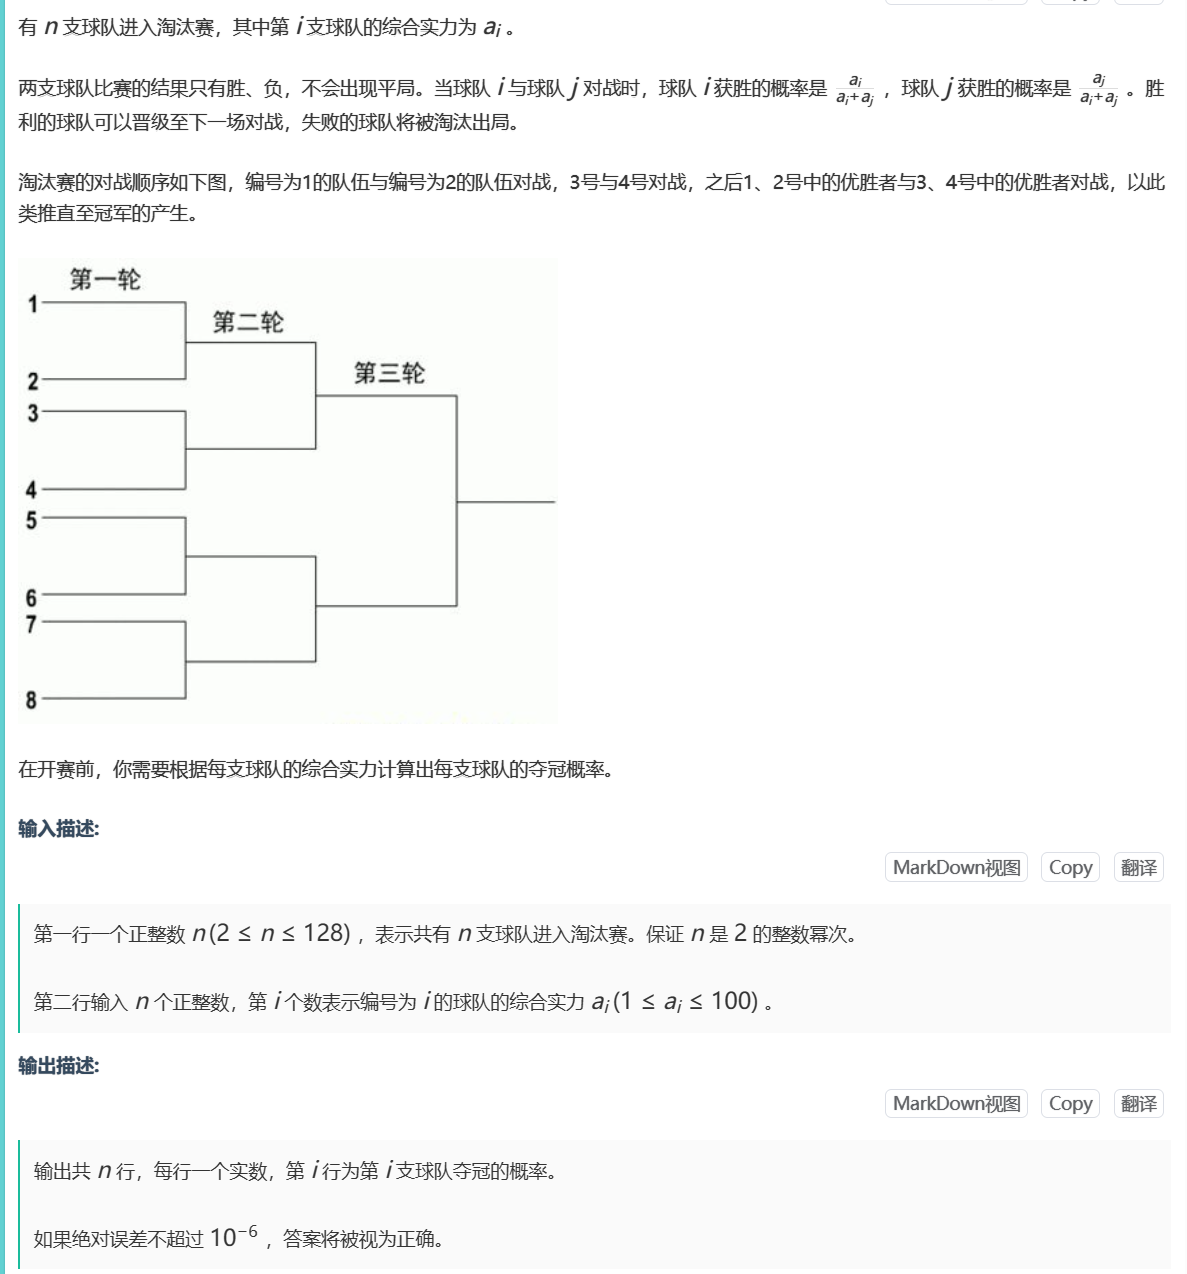 有 n 支球队进入淘汰赛，其中第 i 支球队的综合实力为 aᵢ 。
两支球队比赛的结果只有胜、负，不会出现平局。当球队 i 与球队 j 对战时，球队 i 获胜的概率是 aᵢ/(aᵢ+aⱼ) ，球队 j 获胜的概率是 aⱼ/(aᵢ+aⱼ) 。胜
利的球队可以晋级至下一场对战，失败的球队将被淘汰出局。
淘汰赛的对战顺序如下图，编号为1的队伍与编号为2的队伍对战，3号与4号对战，之后1、2号中的优胜者与3、4号中的优胜者对战，以此
类推直至冠军的产生。
第一轮
1
第二轮
第三轮
2
3
4
5
6
7
8
在开赛前，你需要根据每支球队的综合实力计算出每支球队的夺冠概率。
输入描述:
MarkDown视图 Copy 翻译
第一行一个正整数 n (2 ≤ n ≤ 128) ，表示共有 n 支球队进入淘汰赛。保证 n 是 2 的整数幂次。
第二行输入 n 个正整数，第 i 个数表示编号为 i 的球队的综合实力 aᵢ (1 ≤ aᵢ ≤ 100) 。
输出描述:
MarkDown视图 Copy 翻译
输出共 n 行，每行一个实数，第 i 行为第 i 支球队夺冠的概率。
如果绝对误差不超过 10⁻⁶ ，答案将被视为正确。